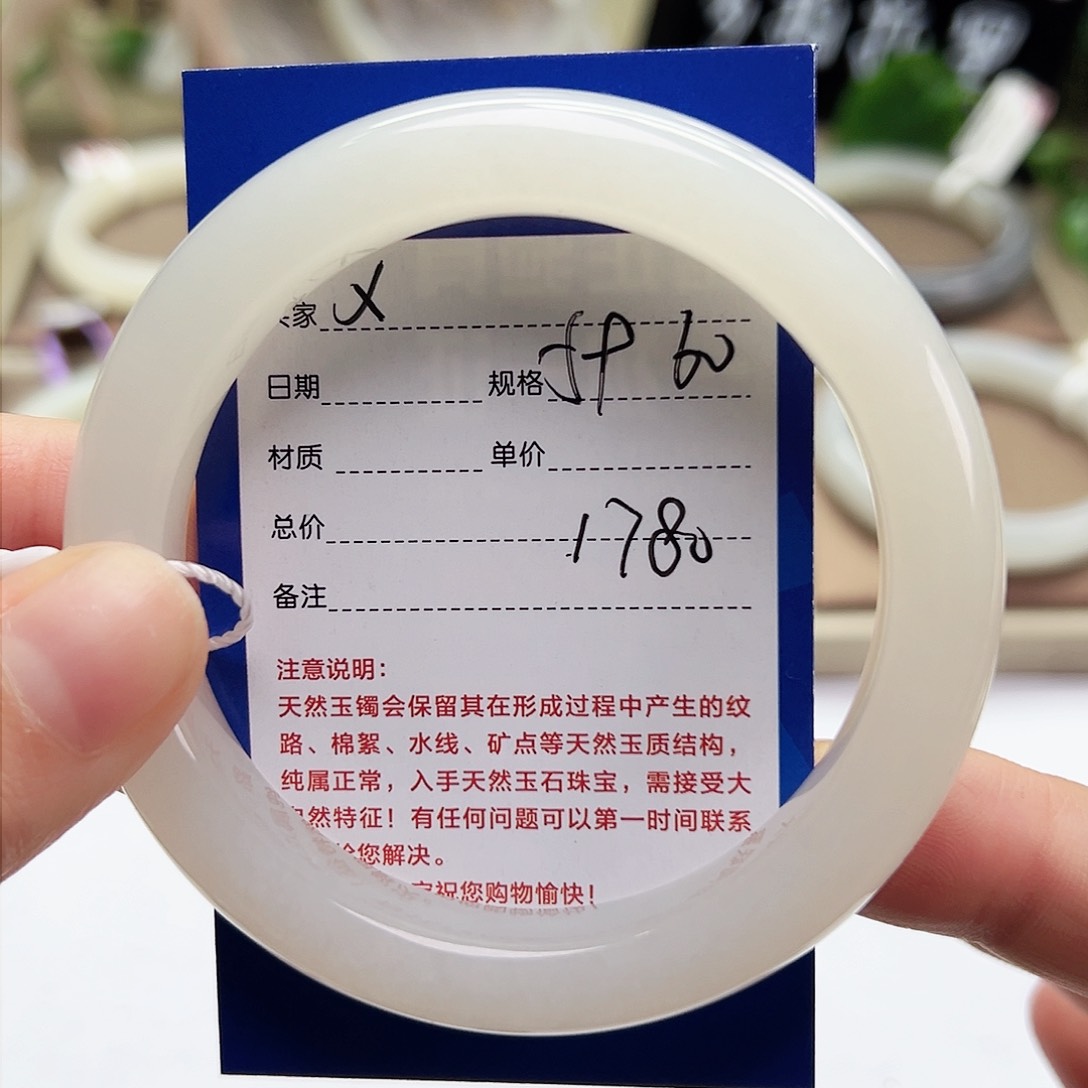 家
日期 规格 60
材质 单价
总价 1780
备注
注意说明：
天然玉镯会保留其在形成过程中产生的纹
路、棉絮、水线、矿点等天然玉质结构，
纯属正常，入手天然玉石珠宝，需接受大
然特征！有任何问题可以第一时间联系
您解决。
祝您购物愉快！